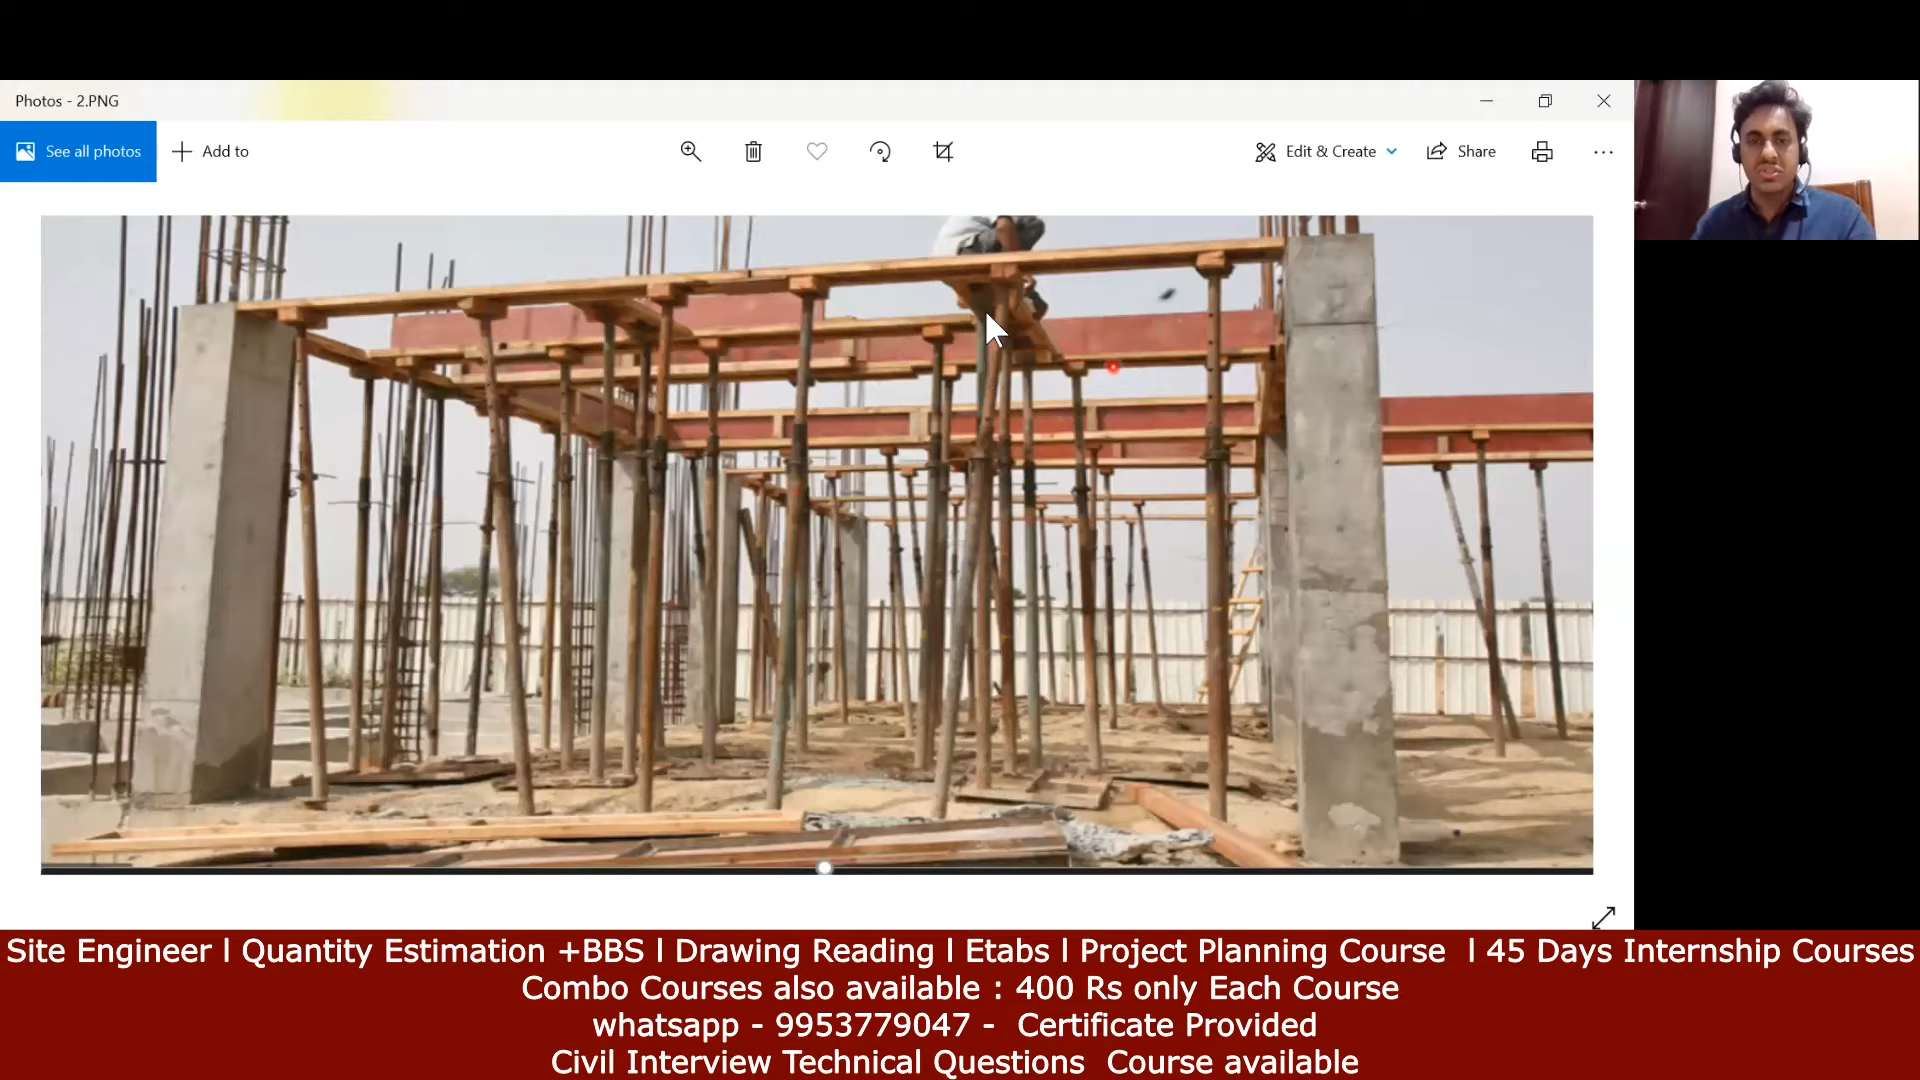 Photos - 2.PNG
See all photos
Add to
Edit & Create
Share
Site Engineer l Quantity Estimation +BBS l Drawing Reading l Etabs l Project Planning Course l 45 Days Internship Courses
Combo Courses also available : 400 Rs only Each Course
whatsapp - 9953779047 - Certificate Provided
Civil Interview Technical Questions Course available